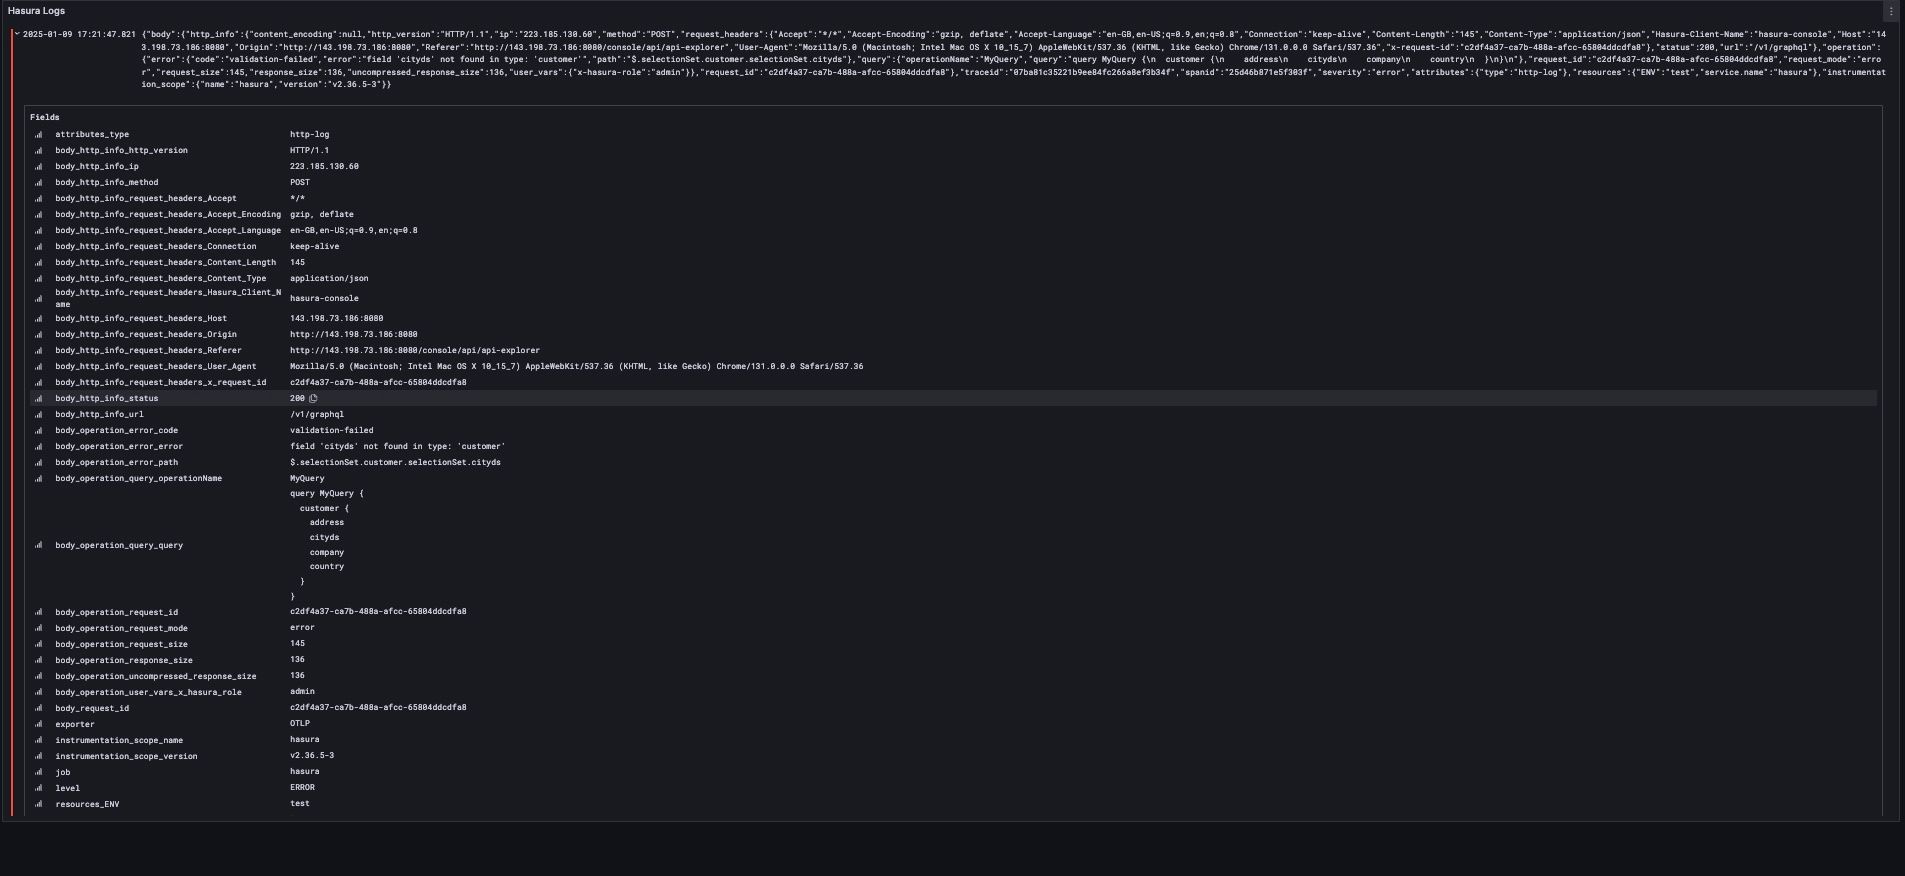 Hasura Logs
2025-01-09 17:21:47.821 {"body":{"http_info":{"content_encoding":null,"http_version":"HTTP/1.1","ip":"223.185.130.60","method":"POST","request_headers":{"Accept":"*/*","Accept-Encoding":"gzip, deflate","Accept-Language":"en-GB,en-US;q=0.9,en;q=0.8","Connection":"keep-alive","Content-Length":"145","Content-Type":"application/json","Hasura-Client-Name":"hasura-console","Host":"14
3.198.73.186:8080","Origin":"http://143.198.73.186:8080","Referer":"http://143.198.73.186:8080/console/api/api-explorer","User-Agent":"Mozilla/5.0 (Macintosh; Intel Mac OS X 10_15_7) AppleWebKit/537.36 (KHTML, like Gecko) Chrome/131.0.0.0 Safari/537.36","x-request-id":"c2df4a37-ca7b-488a-afcc-65804ddcdfa8"},"status":200,"url":"/v1/graphql"},"operation":
{"error":{"code":"validation-failed","error":"field 'cityds' not found in type: 'customer'","path":"$.selectionSet.customer.selectionSet.cityds"},"query":{"operationName":"MyQuery","query":"query MyQuery {\n  customer {\n    address\n    cityds\n    company\n    country\n  }\n}\n"},"request_id":"c2df4a37-ca7b-488a-afcc-65804ddcdfa8","request_mode":"erro
r","request_size":145,"response_size":136,"uncompressed_response_size":136,"user_vars":{"x-hasura-role":"admin"}},"request_id":"c2df4a37-ca7b-488a-afcc-65804ddcdfa8"},"traceid":"07ba81c35221b9ee84fc266a8ef3b34f","spanid":"25d46b871e5f303f","severity":"error","attributes":{"type":"http-log"},"resources":{"ENV":"test","service.name":"hasura"},"instrumentat
ion_scope":{"name":"hasura","version":"v2.36.5-3"}}
Fields
attributes_type http-log
body_http_info_http_version HTTP/1.1
body_http_info_ip 223.185.130.60
body_http_info_method POST
body_http_info_request_headers_Accept */*
body_http_info_request_headers_Accept_Encoding gzip, deflate
body_http_info_request_headers_Accept_Language en-GB,en-US;q=0.9,en;q=0.8
body_http_info_request_headers_Connection keep-alive
body_http_info_request_headers_Content_Length 145
body_http_info_request_headers_Content_Type application/json
body_http_info_request_headers_Hasura_Client_N
ame hasura-console
body_http_info_request_headers_Host 143.198.73.186:8080
body_http_info_request_headers_Origin http://143.198.73.186:8080
body_http_info_request_headers_Referer http://143.198.73.186:8080/console/api/api-explorer
body_http_info_request_headers_User_Agent Mozilla/5.0 (Macintosh; Intel Mac OS X 10_15_7) AppleWebKit/537.36 (KHTML, like Gecko) Chrome/131.0.0.0 Safari/537.36
body_http_info_request_headers_x_request_id c2df4a37-ca7b-488a-afcc-65804ddcdfa8
body_http_info_status 200
body_http_info_url /v1/graphql
body_operation_error_code validation-failed
body_operation_error_error field 'cityds' not found in type: 'customer'
body_operation_error_path $.selectionSet.customer.selectionSet.cityds
body_operation_query_operationName MyQuery
body_operation_query_query
query MyQuery {
  customer {
    address
    cityds
    company
    country
  }
}
body_operation_request_id c2df4a37-ca7b-488a-afcc-65804ddcdfa8
body_operation_request_mode error
body_operation_request_size 145
body_operation_response_size 136
body_operation_uncompressed_response_size 136
body_operation_user_vars_x_hasura_role admin
body_request_id c2df4a37-ca7b-488a-afcc-65804ddcdfa8
exporter OTLP
instrumentation_scope_name hasura
instrumentation_scope_version v2.36.5-3
job hasura
level ERROR
resources_ENV test